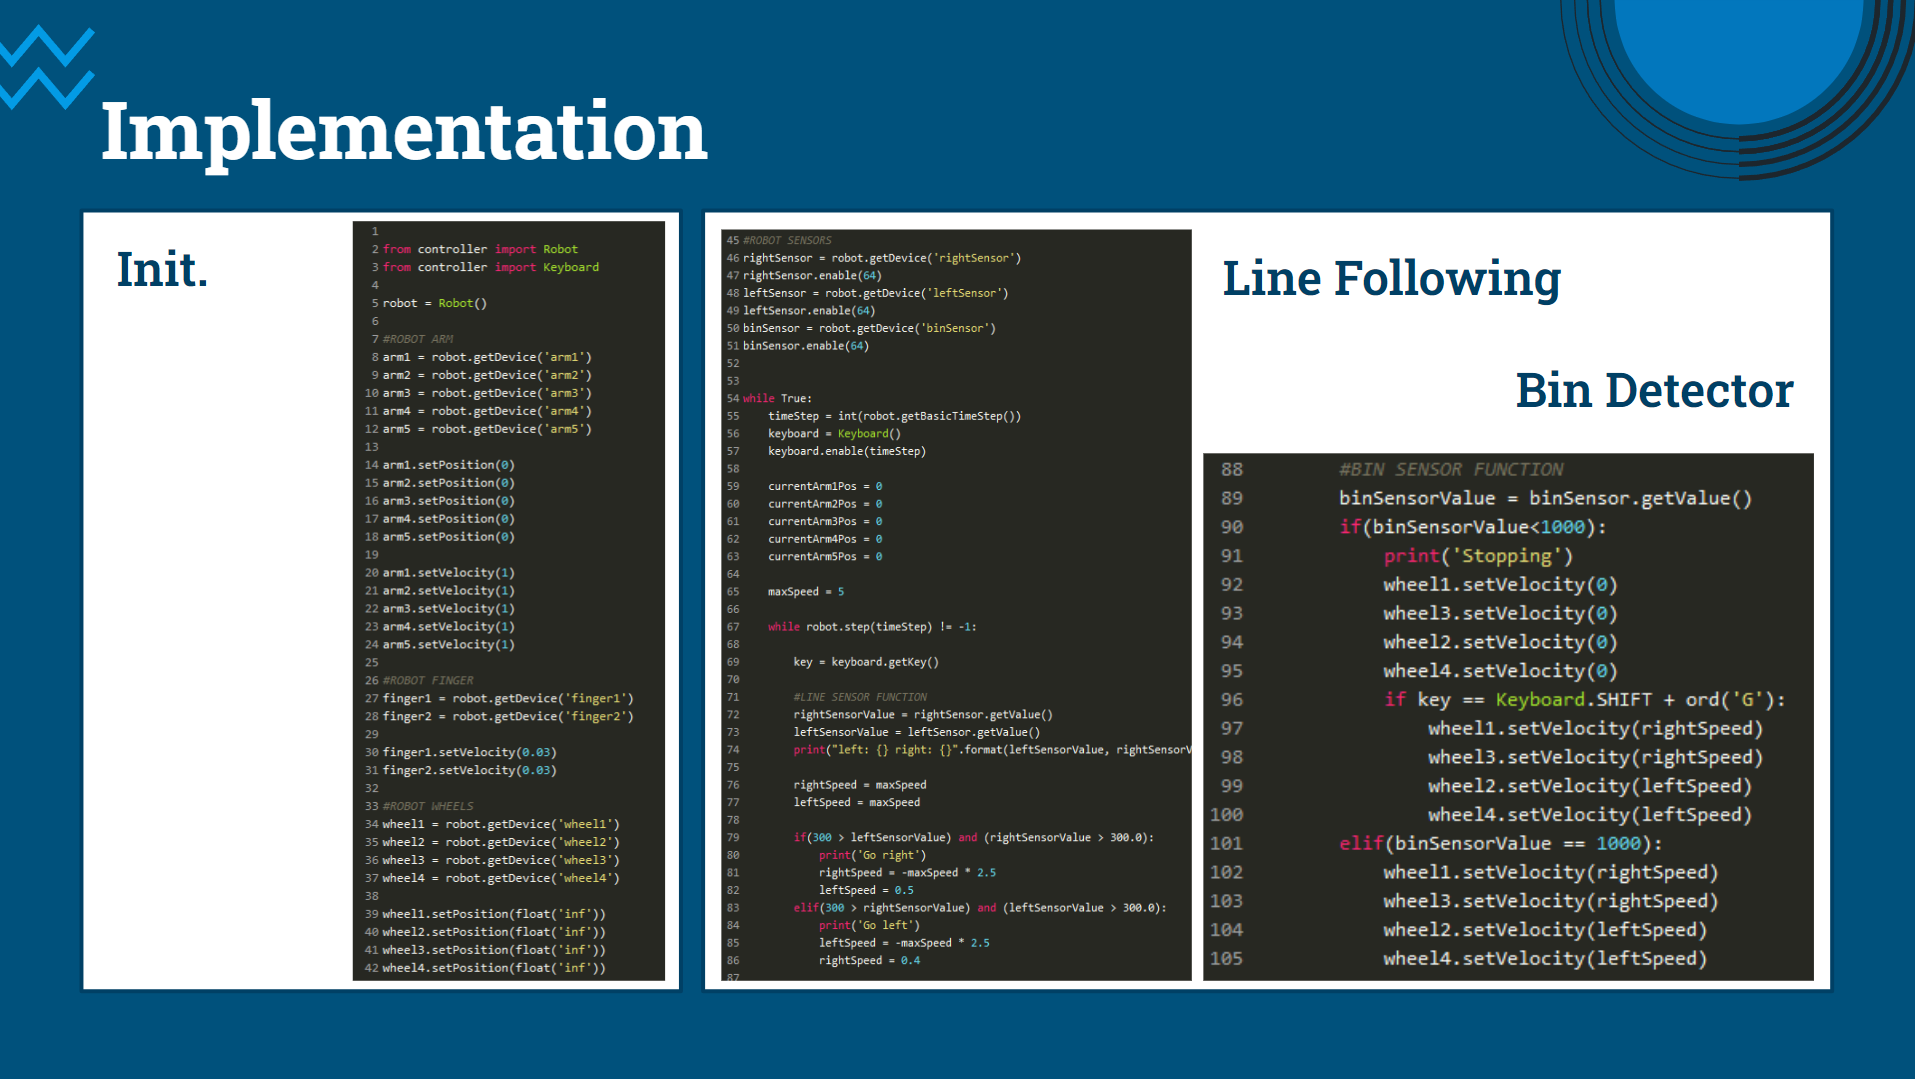 Implementation
Init.
1
2 from controller import Robot
3 from controller import Keyboard
4
5 robot = Robot()
6
7 #ROBOT ARM
8 arm1 = robot.getDevice('arm1')
9 arm2 = robot.getDevice('arm2')
10 arm3 = robot.getDevice('arm3')
11 arm4 = robot.getDevice('arm4')
12 arm5 = robot.getDevice('arm5')
13
14 arm1.setPosition(0)
15 arm2.setPosition(0)
16 arm3.setPosition(0)
17 arm4.setPosition(0)
18 arm5.setPosition(0)
19
20 arm1.setVelocity(1)
21 arm2.setVelocity(1)
22 arm3.setVelocity(1)
23 arm4.setVelocity(1)
24 arm5.setVelocity(1)
25
26 #ROBOT FINGER
27 finger1 = robot.getDevice('finger1')
28 finger2 = robot.getDevice('finger2')
29
30 finger1.setVelocity(0.03)
31 finger2.setVelocity(0.03)
32
33 #ROBOT WHEELS
34 wheel1 = robot.getDevice('wheel1')
35 wheel2 = robot.getDevice('wheel2')
36 wheel3 = robot.getDevice('wheel3')
37 wheel4 = robot.getDevice('wheel4')
38
39 wheel1.setPosition(float('inf'))
40 wheel2.setPosition(float('inf'))
41 wheel3.setPosition(float('inf'))
42 wheel4.setPosition(float('inf'))
45 #ROBOT SENSORS
46 rightSensor = robot.getDevice('rightSensor')
47 rightSensor.enable(64)
48 leftSensor = robot.getDevice('leftSensor')
49 leftSensor.enable(64)
50 binSensor = robot.getDevice('binSensor')
51 binSensor.enable(64)
52
53
54 while True:
55 timeStep = int(robot.getBasicTimeStep())
56 keyboard = Keyboard()
57 keyboard.enable(timeStep)
58
59 currentArm1Pos = 0
60 currentArm2Pos = 0
61 currentArm3Pos = 0
62 currentArm4Pos = 0
63 currentArm5Pos = 0
64
65 maxSpeed = 5
66
67 while robot.step(timeStep) != -1:
68
69 key = keyboard.getKey()
70
71 #LINE SENSOR FUNCTION
72 rightSensorValue = rightSensor.getValue()
73 leftSensorValue = leftSensor.getValue()
74 print("left: {} right: {}".format(leftSensorValue, rightSensorV
75
76 rightSpeed = maxSpeed
77 leftSpeed = maxSpeed
78
79 if(300 > leftSensorValue) and (rightSensorValue > 300.0):
80 print('Go right')
81 rightSpeed = -maxSpeed * 2.5
82 leftSpeed = 0.5
83 elif(300 > rightSensorValue) and (leftSensorValue > 300.0):
84 print('Go left')
85 leftSpeed = -maxSpeed * 2.5
86 rightSpeed = 0.4
87
Line Following
Bin Detector
88 #BIN SENSOR FUNCTION
89 binSensorValue = binSensor.getValue()
90 if(binSensorValue<1000):
91 print('Stopping')
92 wheel1.setVelocity(0)
93 wheel3.setVelocity(0)
94 wheel2.setVelocity(0)
95 wheel4.setVelocity(0)
96 if key == Keyboard.SHIFT + ord('G'):
97 wheel1.setVelocity(rightSpeed)
98 wheel3.setVelocity(rightSpeed)
99 wheel2.setVelocity(leftSpeed)
100 wheel4.setVelocity(leftSpeed)
101 elif(binSensorValue == 1000):
102 wheel1.setVelocity(rightSpeed)
103 wheel3.setVelocity(rightSpeed)
104 wheel2.setVelocity(leftSpeed)
105 wheel4.setVelocity(leftSpeed)